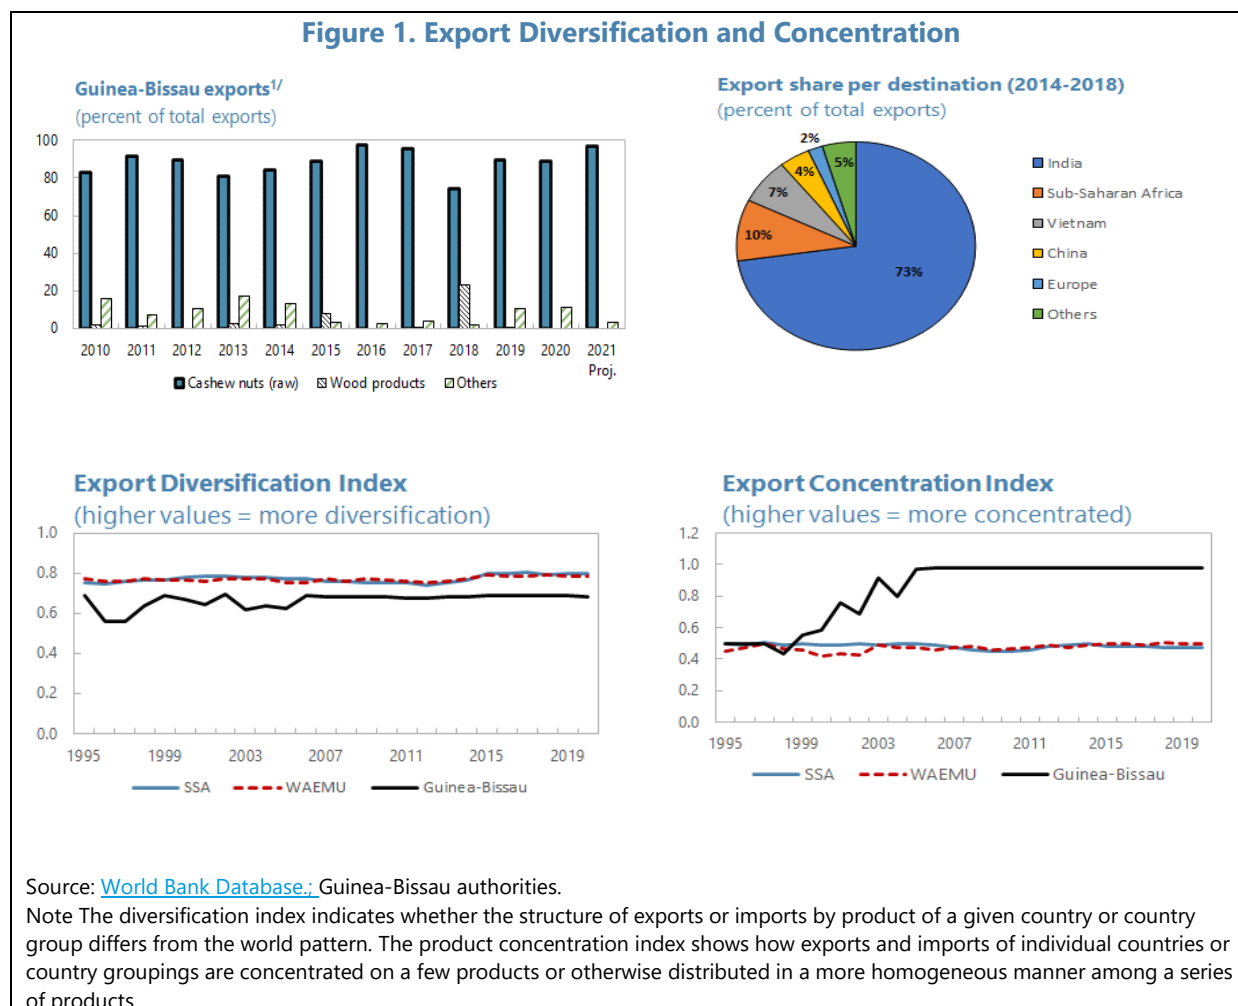 Figure 1. Export Diversification and Concentration
Guinea-Bissau exports1/
(percent of total exports)
100
80
60
40
20
0
2010 2011 2012 2013 2014 2015 2016 2017 2018 2019 2020 2021
Proj.
Cashew nuts (raw) Wood products Others
Export share per destination (2014-2018)
(percent of total exports)
2%
5%
4%
7%
10%
73%
India
Sub-Saharan Africa
Vietnam
China
Europe
Others
Export Diversification Index
(higher values = more diversification)
1.0
0.8
0.6
0.4
0.2
0.0
1995 1999 2003 2007 2011 2015 2019
SSA WAEMU Guinea-Bissau
Export Concentration Index
(higher values = more concentrated)
1.2
1.0
0.8
0.6
0.4
0.2
0.0
1995 1999 2003 2007 2011 2015 2019
SSA WAEMU Guinea-Bissau
Source: World Bank Database.; Guinea-Bissau authorities.
Note The diversification index indicates whether the structure of exports or imports by product of a given country or country
group differs from the world pattern. The product concentration index shows how exports and imports of individual countries or
country groupings are concentrated on a few products or otherwise distributed in a more homogeneous manner among a series
of products